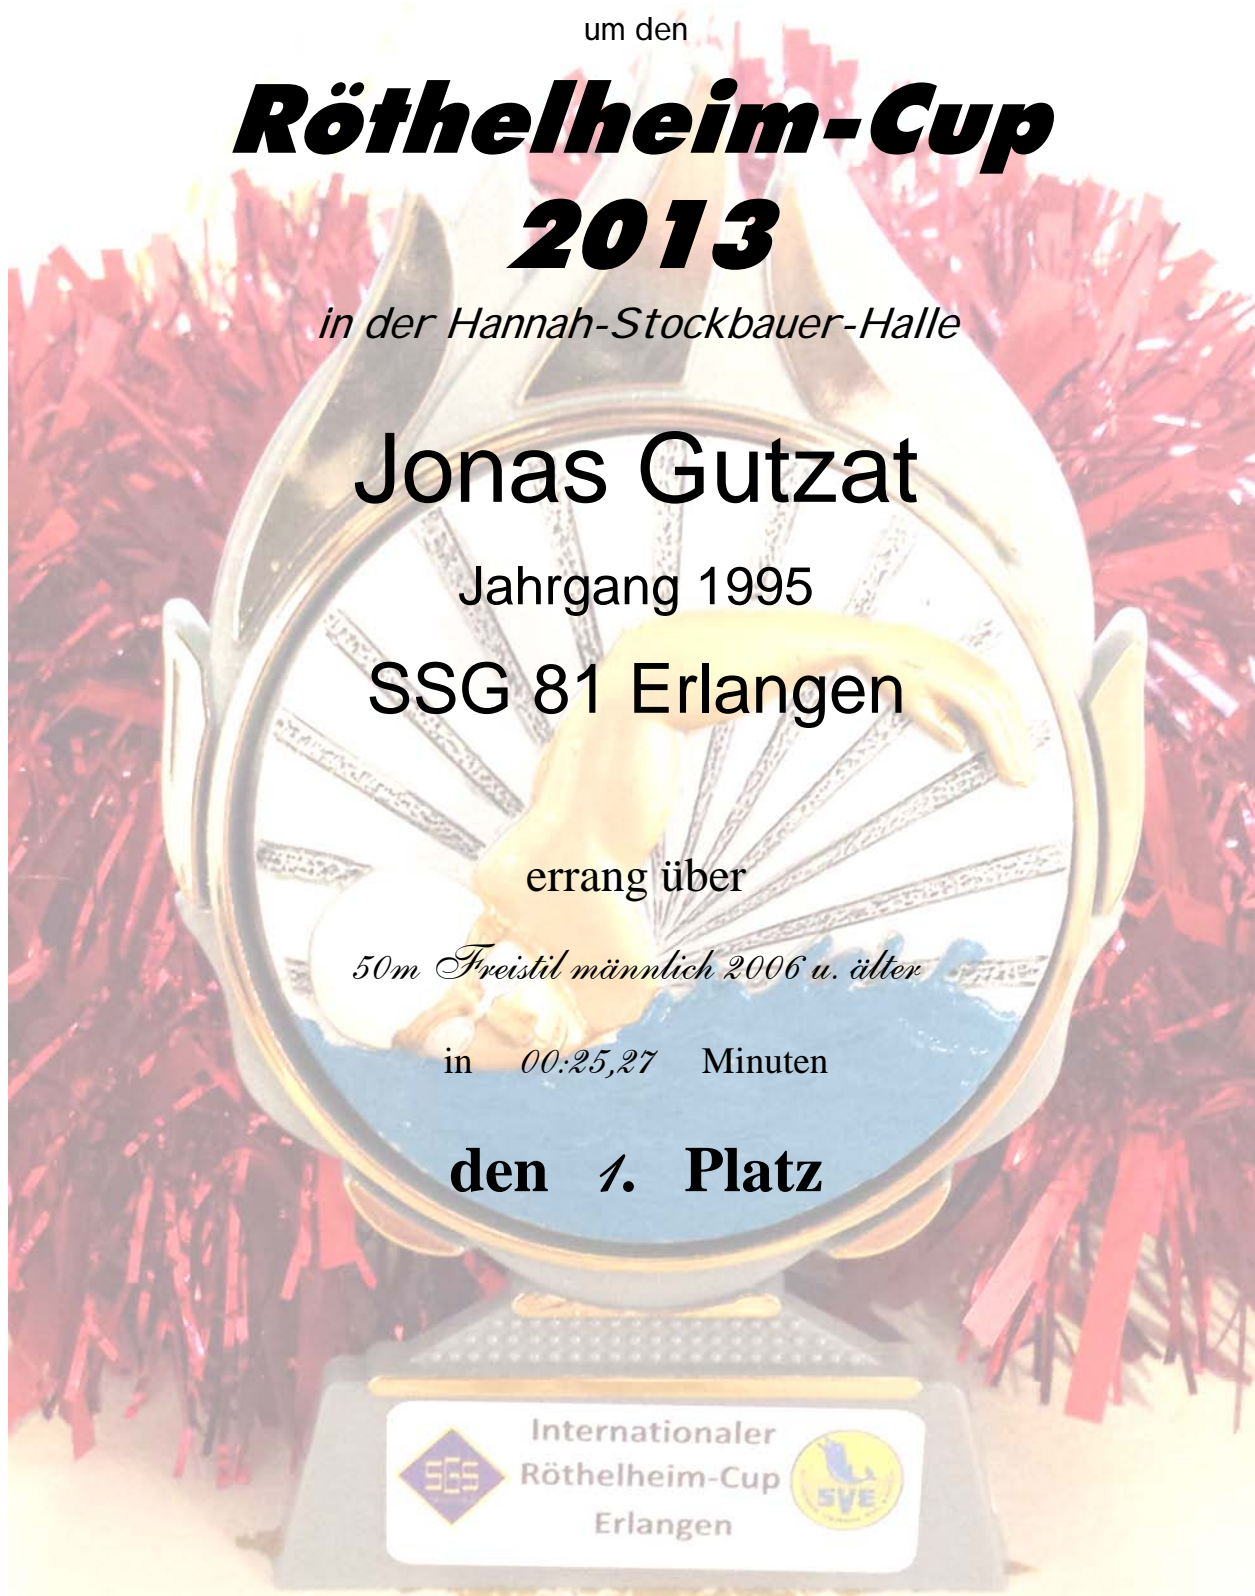 um den
Röthelheim-Cup
2013
in der Hannah-Stockbauer-Halle
Jonas Gutzat
Jahrgang 1995
SSG 81 Erlangen
errang über
50m Freistil männlich 2006 u. älter
in 00:25,27 Minuten
den 1. Platz
Internationaler
SGS Röthelheim-Cup
SVE
Erlangen